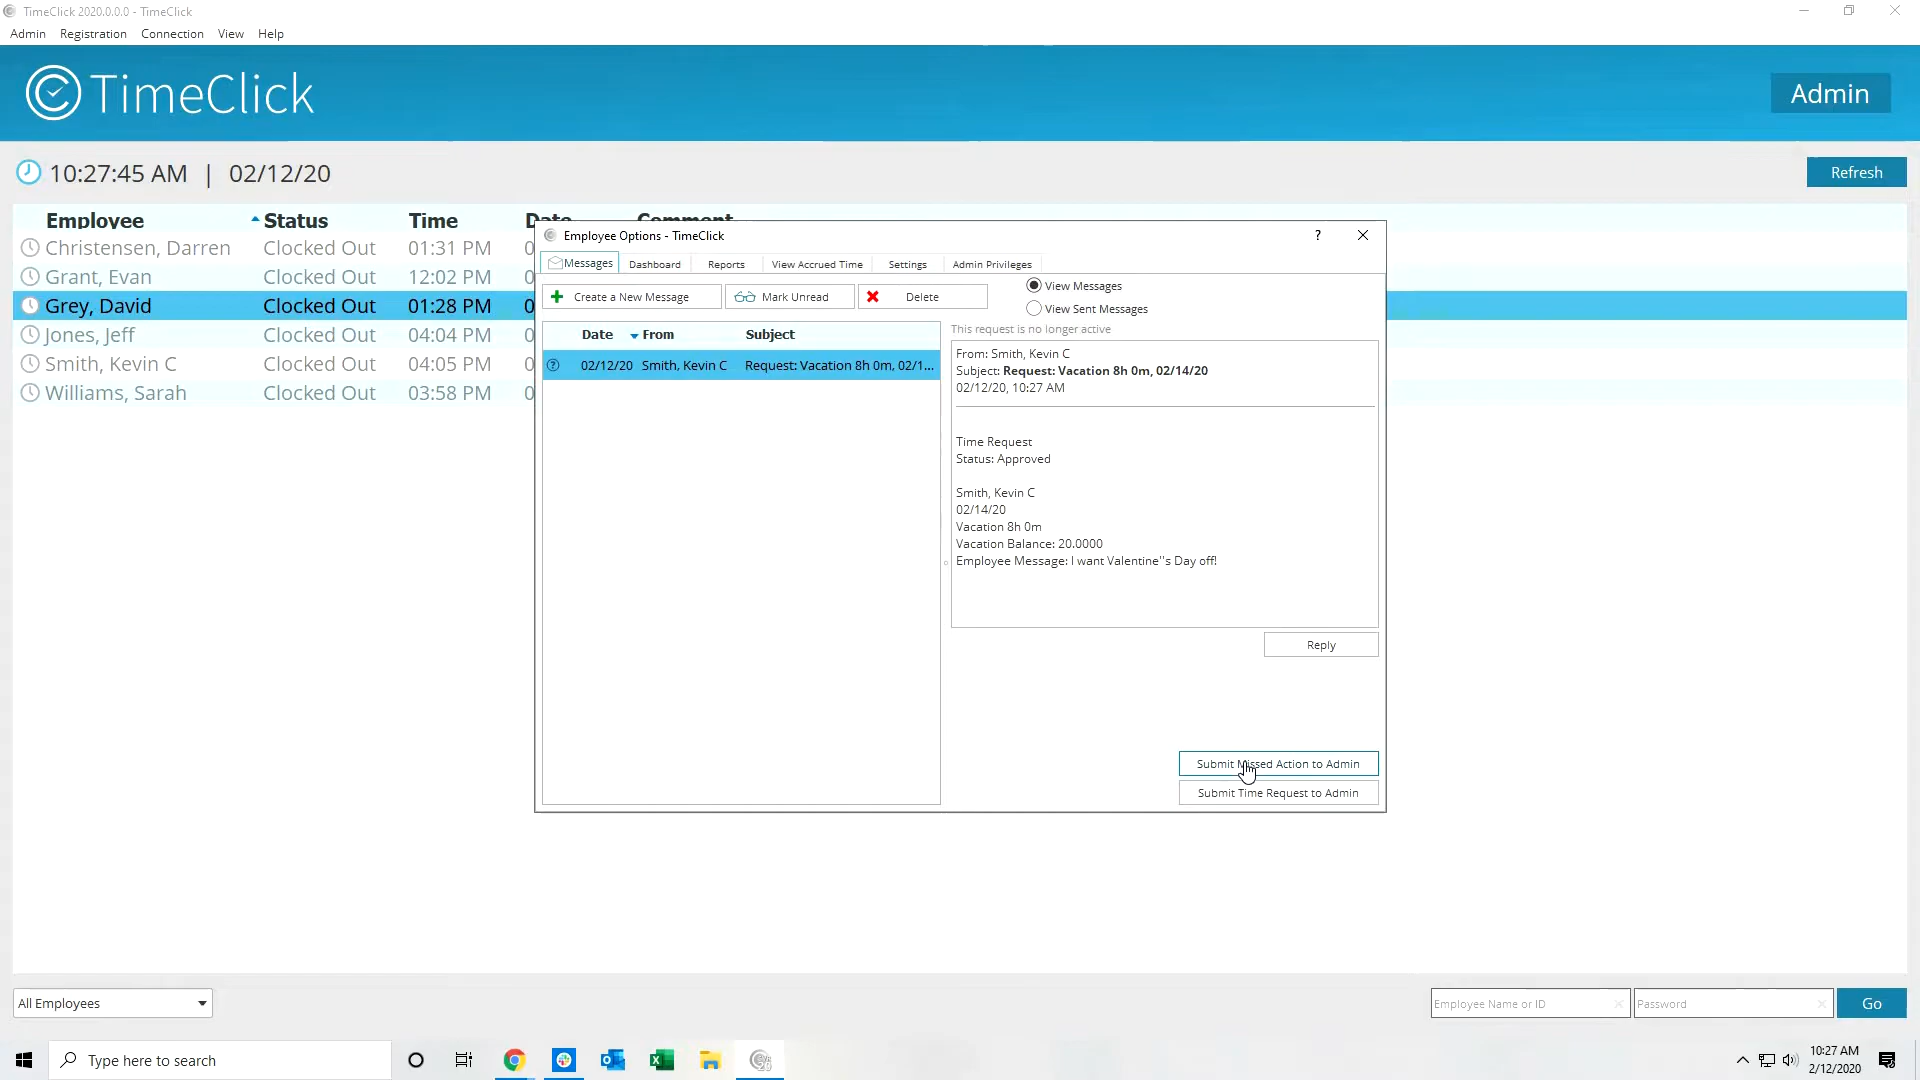 TimeClick 2020.0.0.0 - TimeClick
Admin Registration Connection View Help
TimeClick
Admin
10:27:45 AM | 02/12/20
Refresh
Employee Status Time Date Comment
Christensen, Darren Clocked Out 01:31 PM 0
Grant, Evan Clocked Out 12:02 PM 0
Grey, David Clocked Out 01:28 PM 0
Jones, Jeff Clocked Out 04:04 PM 0
Smith, Kevin C Clocked Out 04:05 PM 0
Williams, Sarah Clocked Out 03:58 PM 0
Employee Options - TimeClick
?
Messages Dashboard Reports View Accrued Time Settings Admin Privileges
Create a New Message Mark Unread Delete
View Messages
View Sent Messages
Date From Subject
02/12/20 Smith, Kevin C Request: Vacation 8h 0m, 02/1...
This request is no longer active
From: Smith, Kevin C
Subject: Request: Vacation 8h 0m, 02/14/20
02/12/20, 10:27 AM
Time Request
Status: Approved
Smith, Kevin C
02/14/20
Vacation 8h 0m
Vacation Balance: 20.0000
Employee Message: I want Valentine''s Day off!
Reply
Submit Missed Action to Admin
Submit Time Request to Admin
All Employees
Employee Name or ID
Password
Go
Type here to search
10:27 AM
2/12/2020